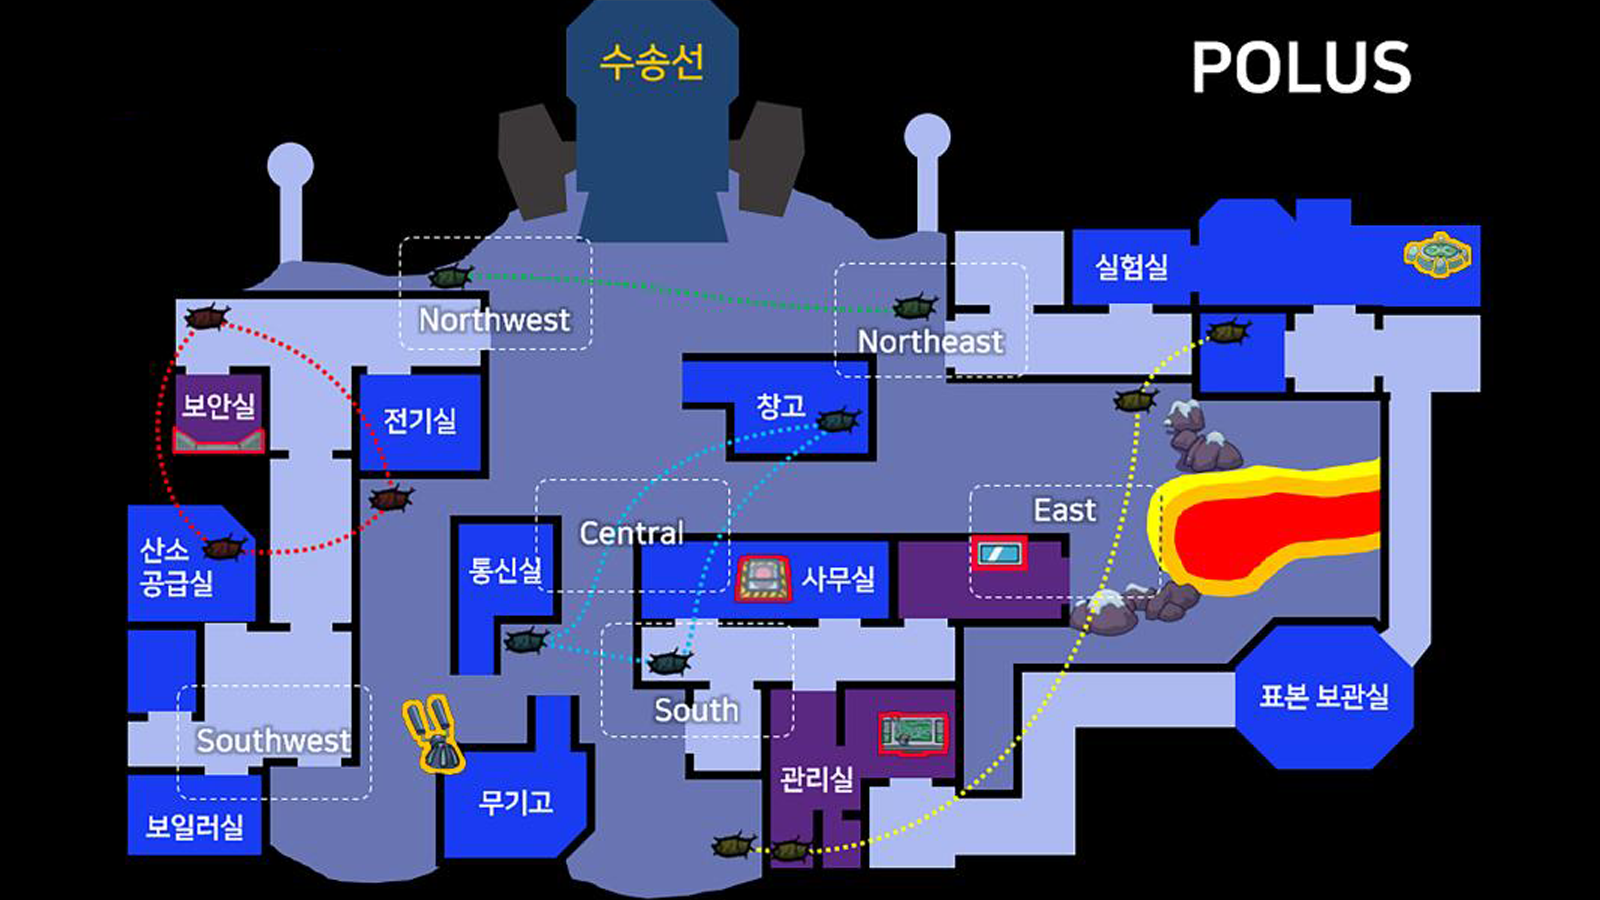 수송선
POLUS
Northwest
Northeast
실험실
보안실
전기실
창고
Central
East
산소
공급실
통신실
사무실
Southwest
South
표본 보관실
관리실
무기고
보일러실